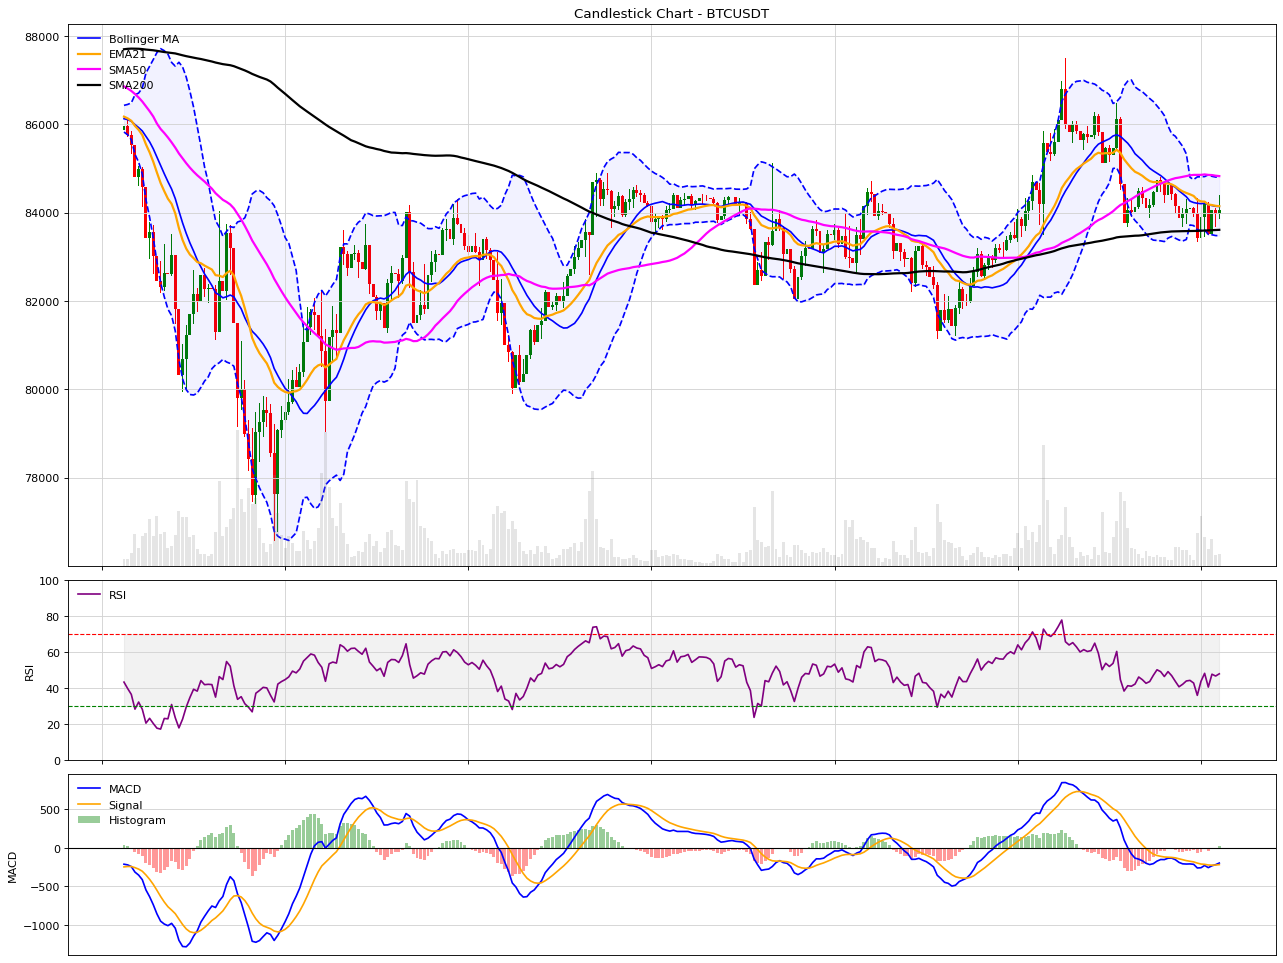 Candlestick Chart - BTCUSDT
88000
86000
84000
82000
80000
78000
Bollinger MA
EMA21
SMA50
SMA200
100
80
60
40
20
0
RSI
RSI
500
0
−500
−1000
MACD
MACD
Signal
Histogram